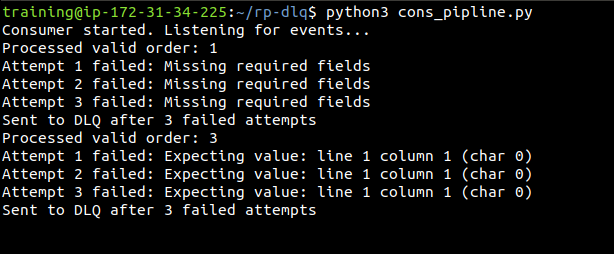 training@ip-172-31-34-225:~/rp-dlq$ python3 cons_pipline.py
Consumer started. Listening for events...
Processed valid order: 1
Attempt 1 failed: Missing required fields
Attempt 2 failed: Missing required fields
Attempt 3 failed: Missing required fields
Sent to DLQ after 3 failed attempts
Processed valid order: 3
Attempt 1 failed: Expecting value: line 1 column 1 (char 0)
Attempt 2 failed: Expecting value: line 1 column 1 (char 0)
Attempt 3 failed: Expecting value: line 1 column 1 (char 0)
Sent to DLQ after 3 failed attempts